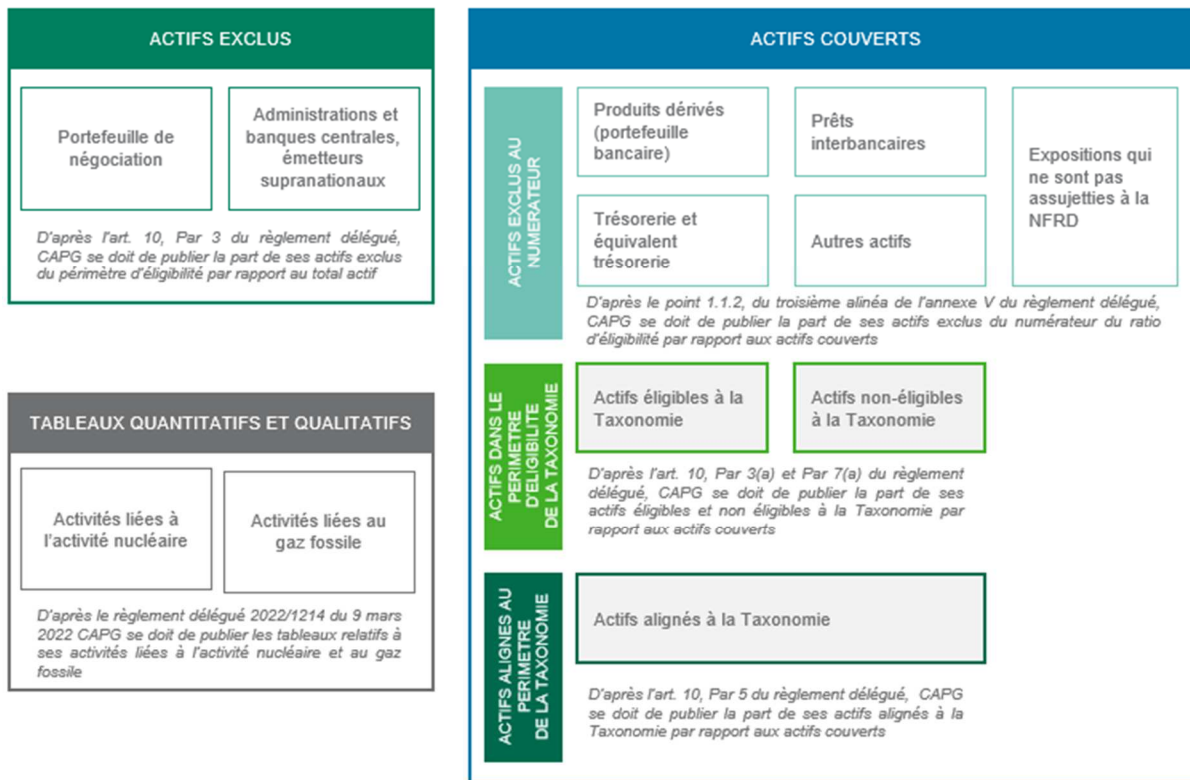 ACTIFS EXCLUS
Portefeuille de
négociation
Administrations et
banques centrales,
émetteurs
supranationaux
D'après l'art. 10, Par 3 du règlement délégué,
CAPG se doit de publier la part de ses actifs exclus
du périmètre d'éligibilité par rapport au total actif
TABLEAUX QUANTITATIFS ET QUALITATIFS
Activités liées à
l'activité nucléaire
Activités liées au
gaz fossile
D'après le règlement délégué 2022/1214 du 9 mars
2022 CAPG se doit de publier les tableaux relatifs à
ses activités liées à l'activité nucléaire et au gaz
fossile
ACTIFS COUVERTS
ACTIFS EXCLUS AU
NUMERATEUR
Produits dérivés
(portefeuille
bancaire)
Prêts
interbancaires
Expositions qui
ne sont pas
assujetties à la
NFRD
Trésorerie et
équivalent
trésorerie
Autres actifs
D'après le point 1.1.2, du troisième alinéa de l'annexe V du règlement délégué,
CAPG se doit de publier la part de ses actifs exclus du numérateur du ratio
d'éligibilité par rapport aux actifs couverts
ACTIFS DANS LE
PERIMETRE
D'ELIGIBILITE
DE LA TAXONOMIE
Actifs éligibles à la
Taxonomie
Actifs non-éligibles
à la Taxonomie
D'après l'art. 10, Par 3(a) et Par 7(a) du règlement
délégué, CAPG se doit de publier la part de ses
actifs éligibles et non éligibles à la Taxonomie par
rapport aux actifs couverts
ACTIFS ALIGNES AU
PERIMETRE
DE LA TAXONOMIE
Actifs alignés à la Taxonomie
D'après l'art. 10, Par 5 du règlement délégué, CAPG
se doit de publier la part de ses actifs alignés à la
Taxonomie par rapport aux actifs couverts